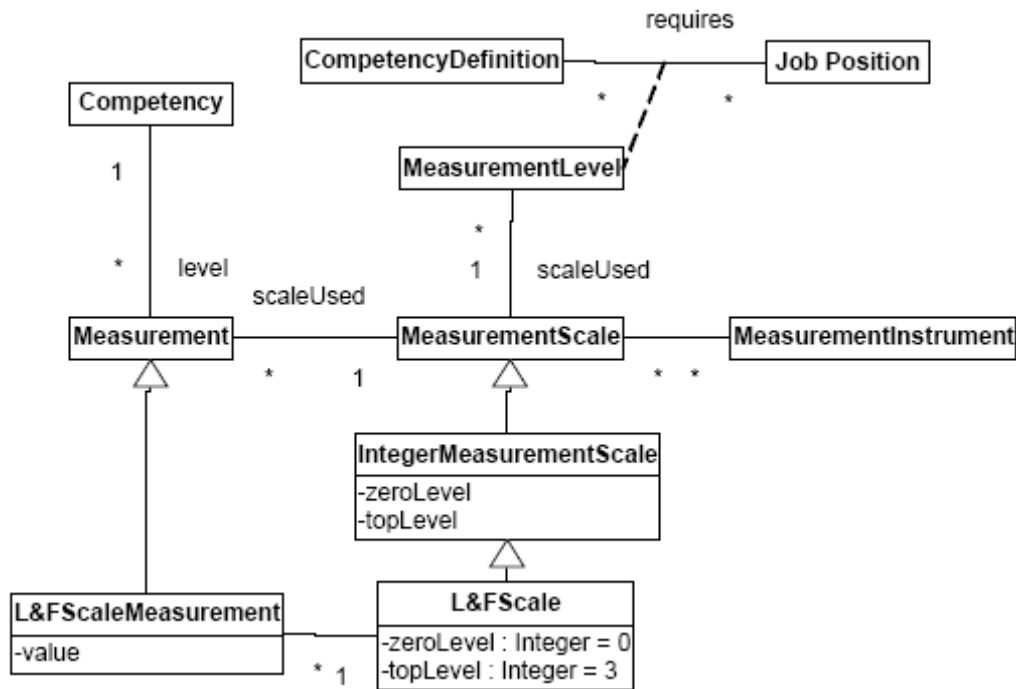 requires
CompetencyDefinition
Job Position
*
*
Competency
1
MeasurementLevel
*
*
1
level
scaleUsed
scaleUsed
Measurement
MeasurementScale
MeasurementInstrument
*
1
*
*
IntegerMeasurementScale
-zeroLevel
-topLevel
L&FScaleMeasurement
-value
L&FScale
-zeroLevel : Integer = 0
-topLevel : Integer = 3
*
1